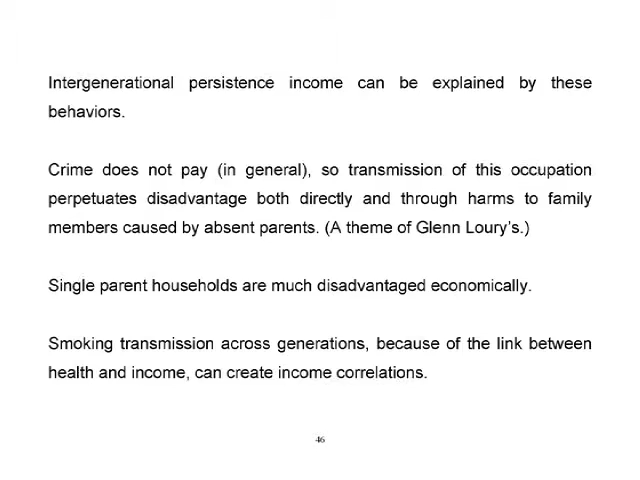 Intergenerational persistence income can be explained by these
behaviors.
Crime does not pay (in general), so transmission of this occupation
perpetuates disadvantage both directly and through harms to family
members caused by absent parents. (A theme of Glenn Loury's.)
Single parent households are much disadvantaged economically.
Smoking transmission across generations, because of the link between
health and income, can create income correlations.
46